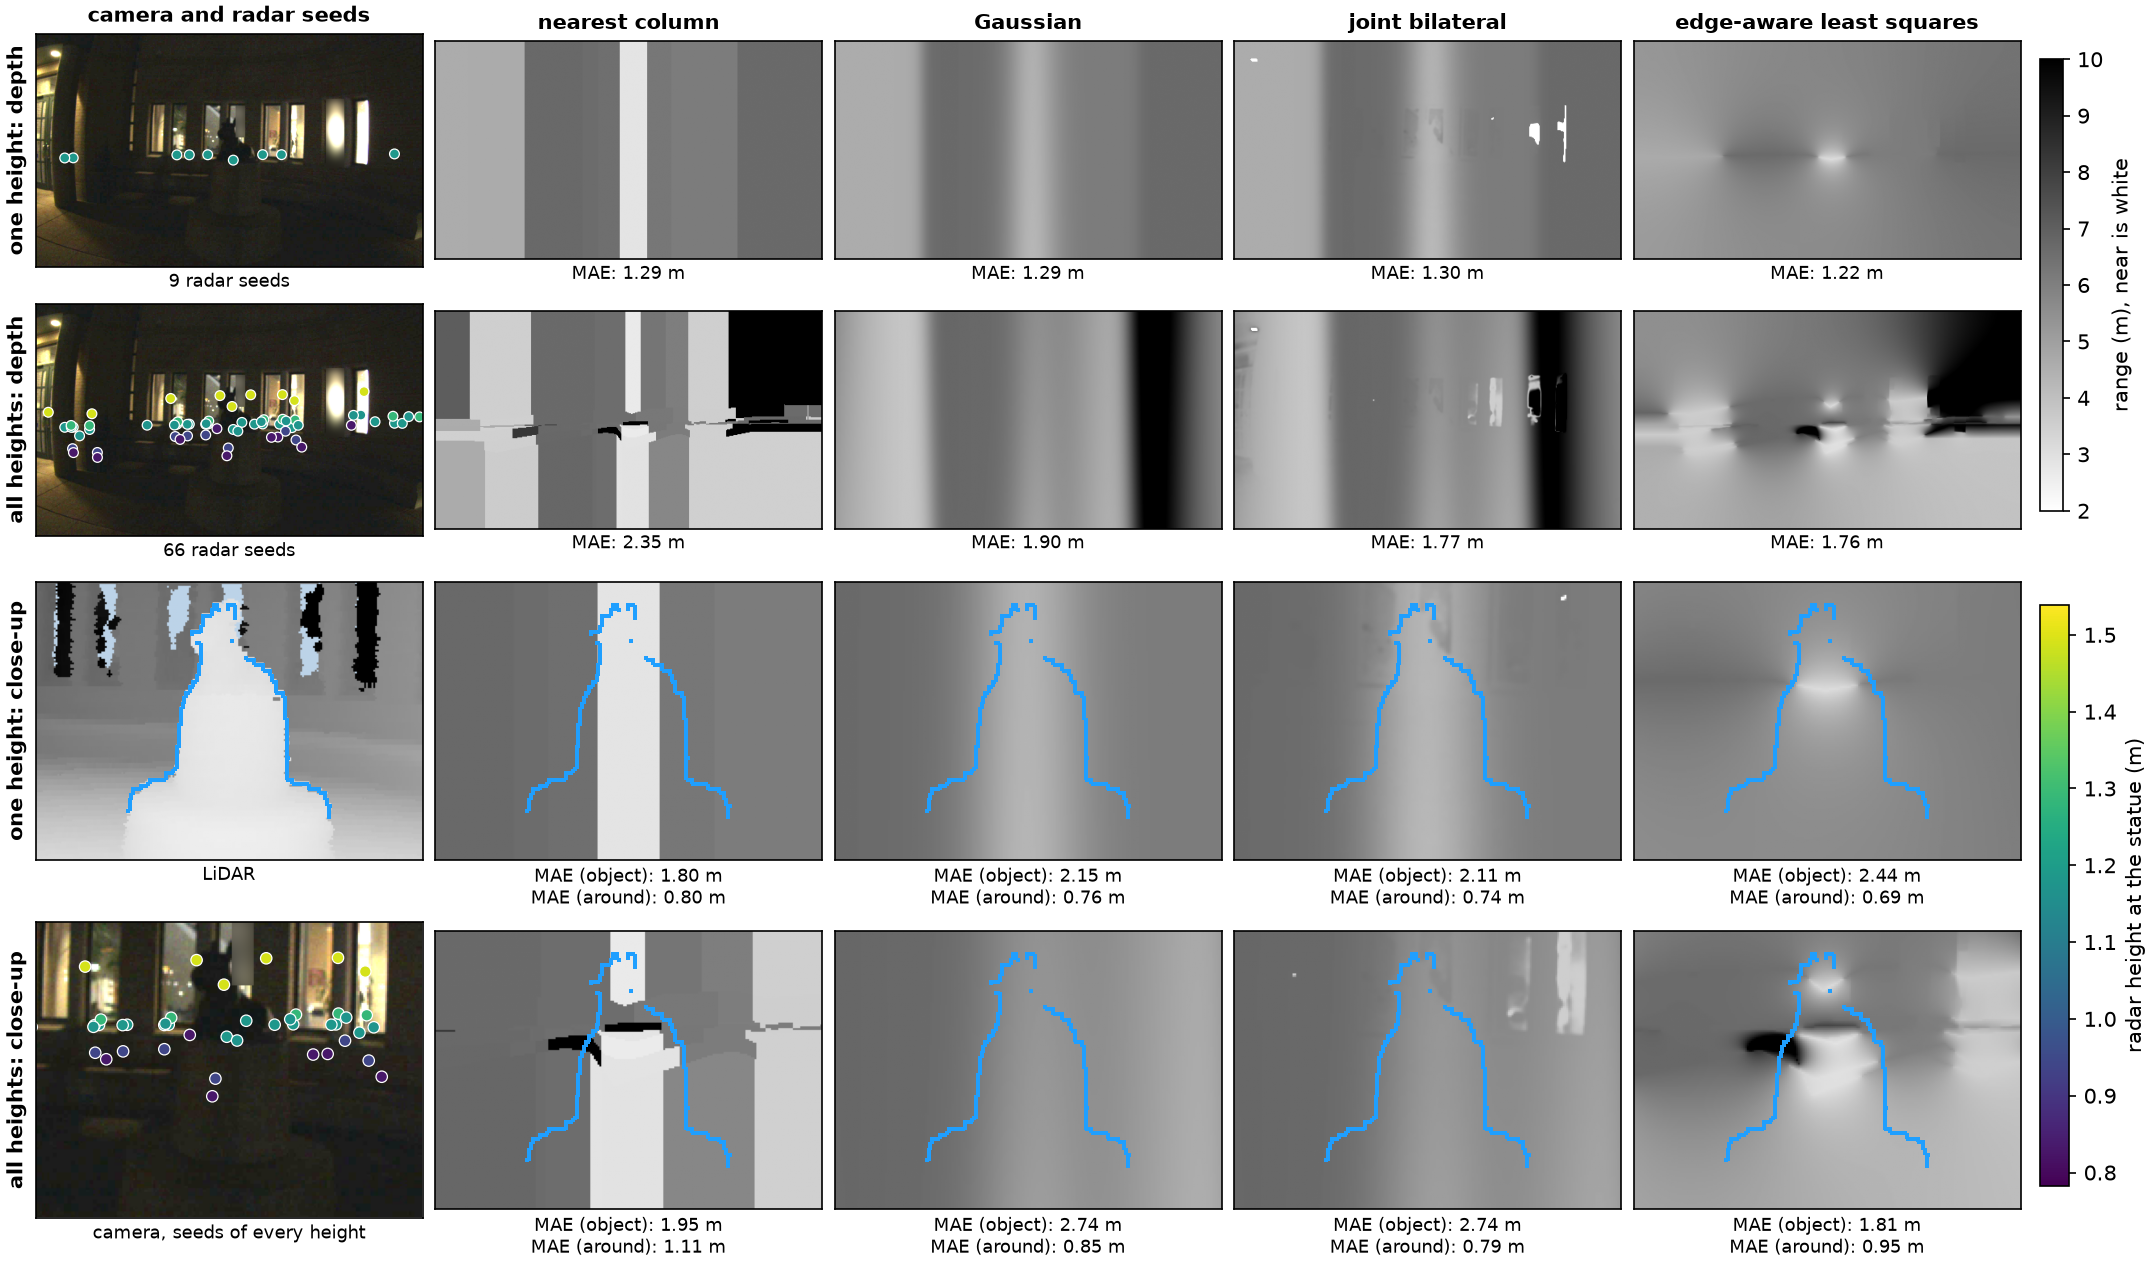 camera and radar seeds
nearest column
Gaussian
joint bilateral
edge-aware least squares
one height: depth
9 radar seeds
MAE: 1.29 m
MAE: 1.29 m
MAE: 1.30 m
MAE: 1.22 m
all heights: depth
66 radar seeds
MAE: 2.35 m
MAE: 1.90 m
MAE: 1.77 m
MAE: 1.76 m
10
9
8
7
6
5
4
3
2
range (m), near is white
one height: close-up
LiDAR
MAE (object): 1.80 m
MAE (around): 0.80 m
MAE (object): 2.15 m
MAE (around): 0.76 m
MAE (object): 2.11 m
MAE (around): 0.74 m
MAE (object): 2.44 m
MAE (around): 0.69 m
all heights: close-up
camera, seeds of every height
MAE (object): 1.95 m
MAE (around): 1.11 m
MAE (object): 2.74 m
MAE (around): 0.85 m
MAE (object): 2.74 m
MAE (around): 0.79 m
MAE (object): 1.81 m
MAE (around): 0.95 m
1.5
1.4
1.3
1.2
1.1
1.0
0.9
0.8
radar height at the statue (m)